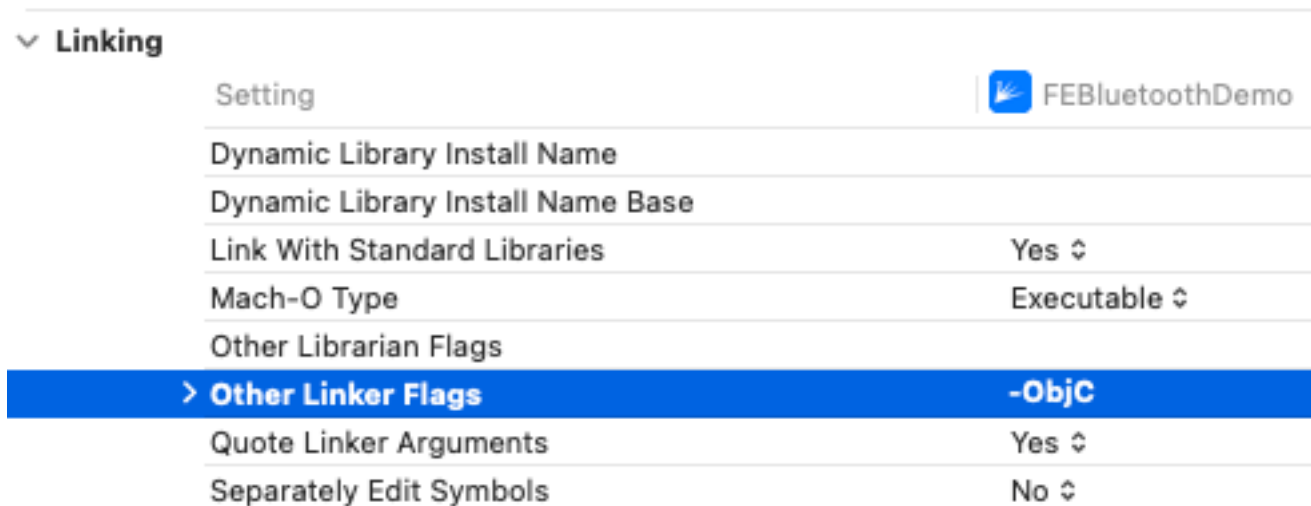 Linking
Setting FEBluetoothDemo
Dynamic Library Install Name
Dynamic Library Install Name Base
Link With Standard Libraries Yes
Mach-O Type Executable
Other Librarian Flags
Other Linker Flags -ObjC
Quote Linker Arguments Yes
Separately Edit Symbols No